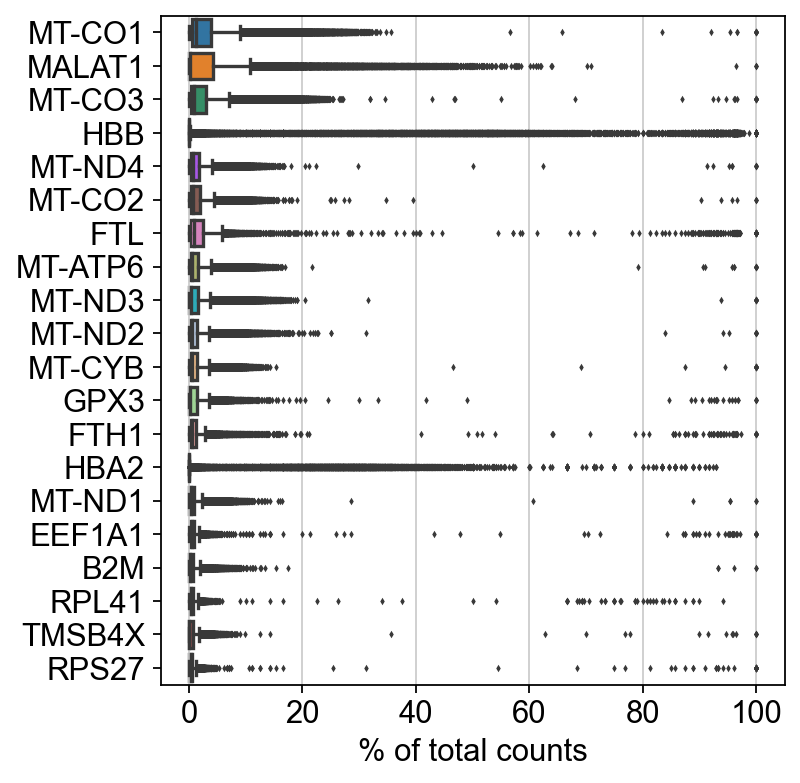 MT-CO1
MALAT1
MT-CO3
HBB
MT-ND4
MT-CO2
FTL
MT-ATP6
MT-ND3
MT-ND2
MT-CYB
GPX3
FTH1
HBA2
MT-ND1
EEF1A1
B2M
RPL41
TMSB4X
RPS27
0 20 40 60 80 100
% of total counts